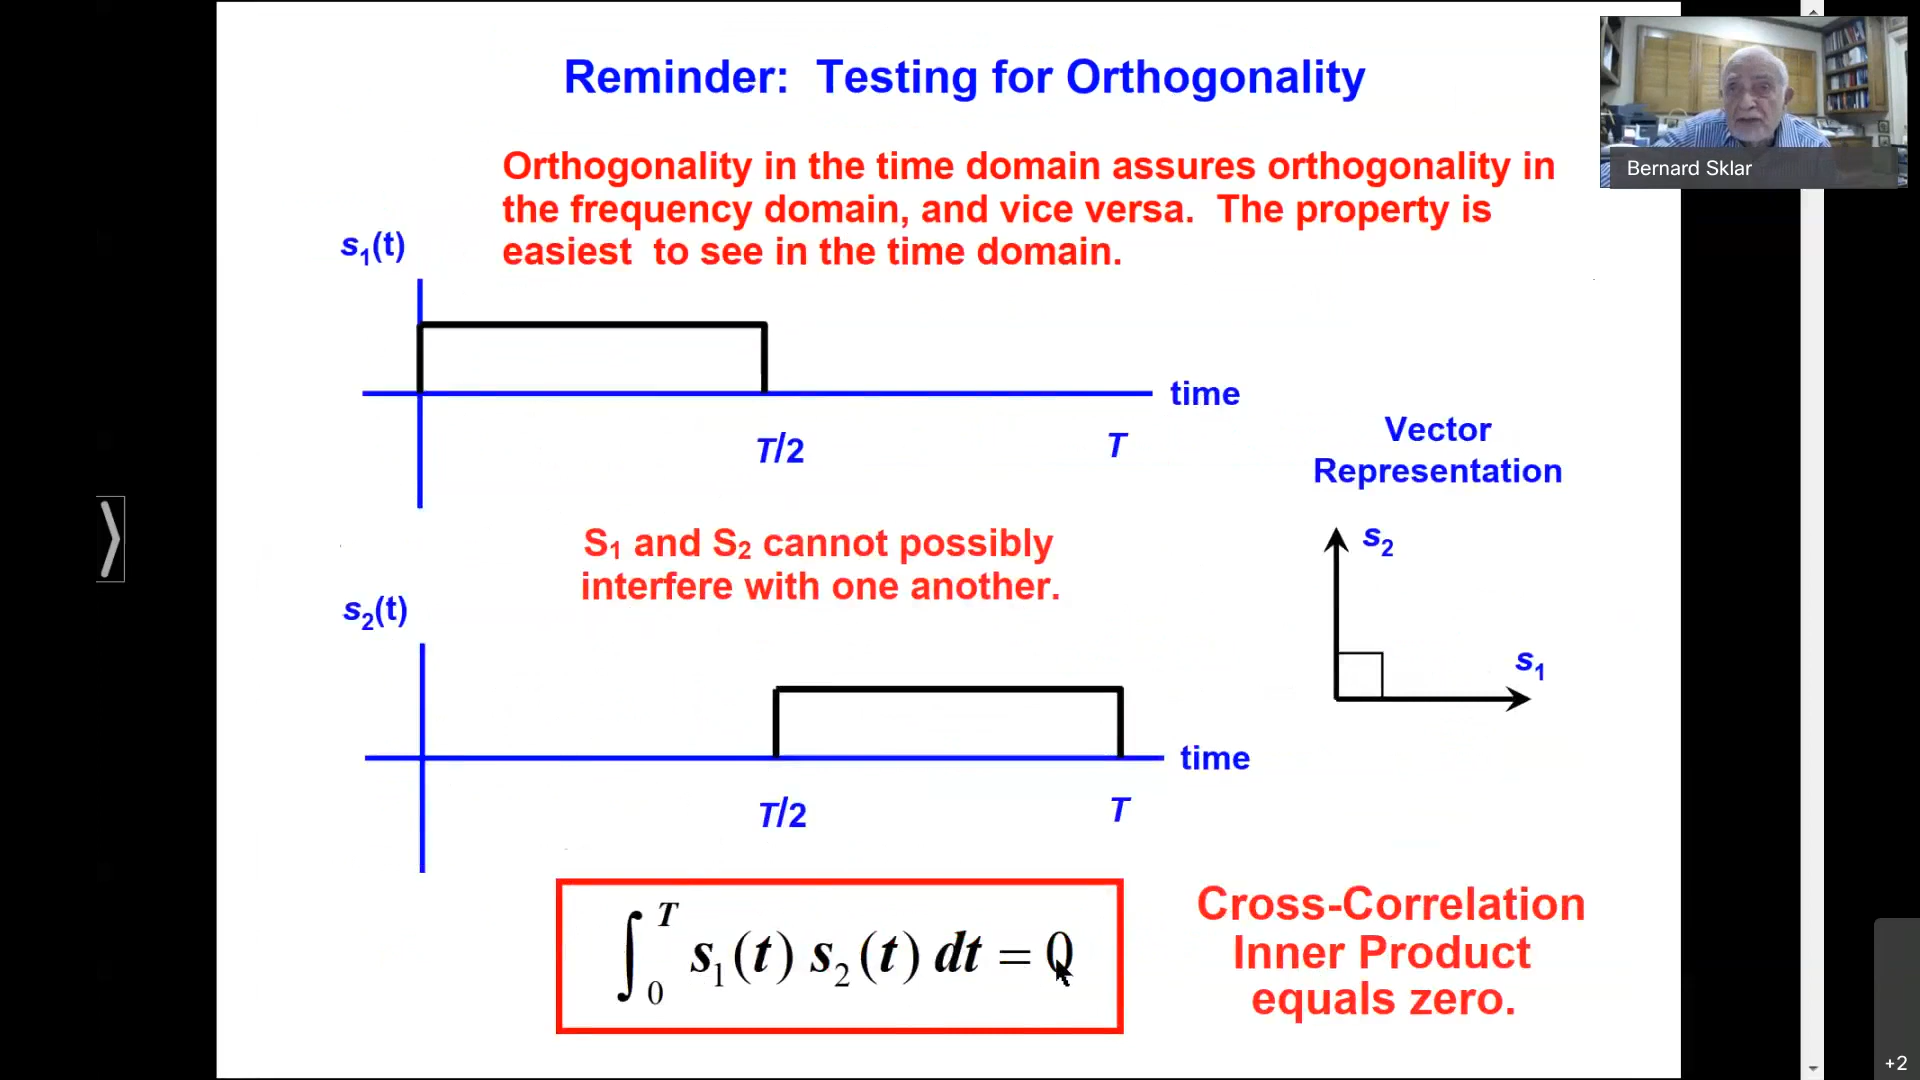 Reminder: Testing for Orthogonality
Bernard Sklar
Orthogonality in the time domain assures orthogonality in
the frequency domain, and vice versa. The property is
easiest to see in the time domain.
s₁(t)
time
T/2
T
Vector
Representation
S₁ and S₂ cannot possibly
interfere with one another.
s₂
s₁
s₂(t)
time
T/2
T
∫₀ᵀ s₁(t) s₂(t) dt = 0
Cross-Correlation
Inner Product
equals zero.
+2